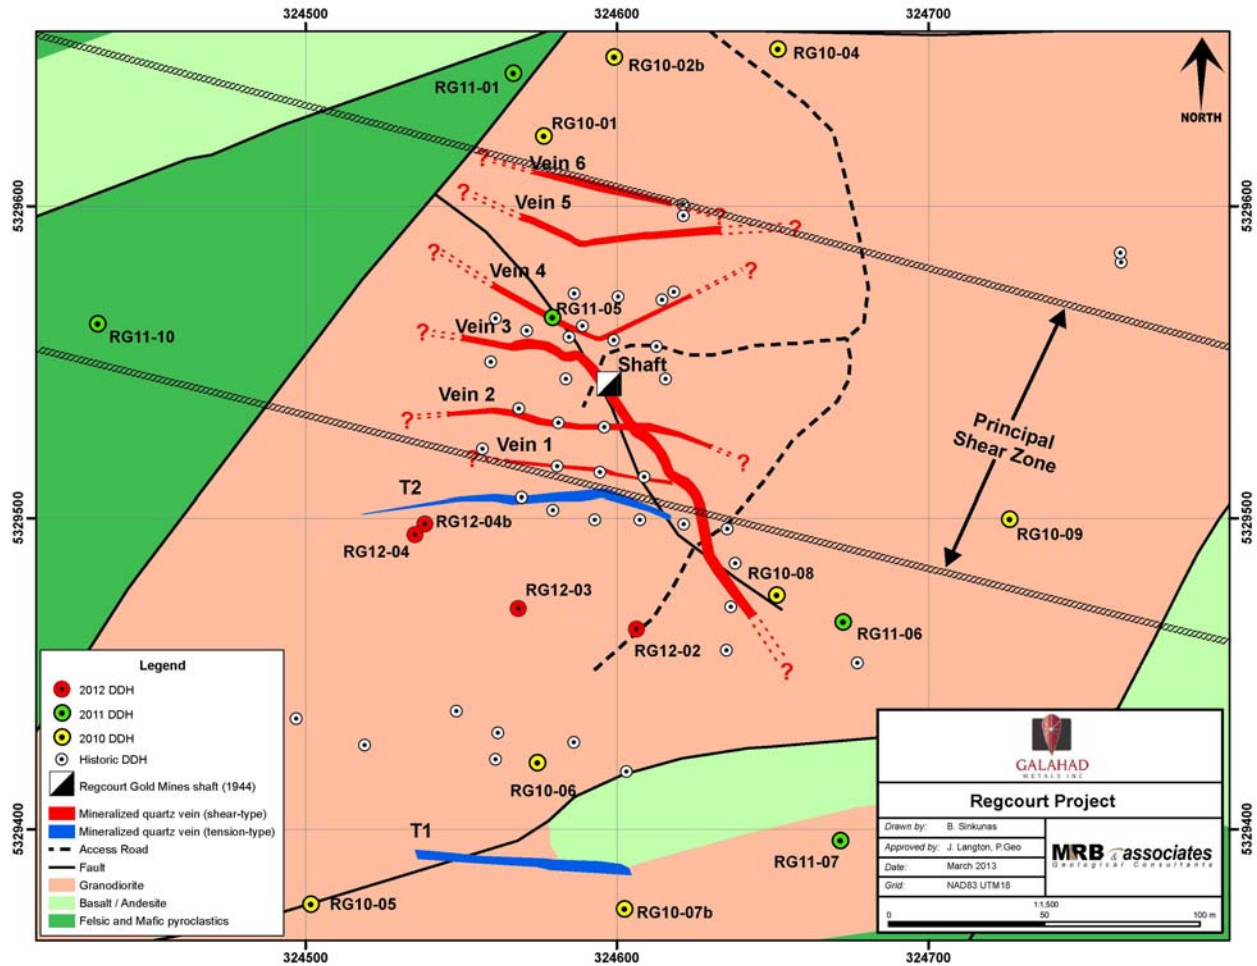 324500
324600
324700
RG10-02b
RG10-04
RG11-01
NORTH
RG10-01
Vein 6
?
5329600
5329600
?
Vein 5
?
?
?
Vein 4
?
RG11-05
RG11-10
?
Vein 3
Shaft
Principal
Shear Zone
Vein 2
?
?
Vein 1
?
T2
5329500
5329500
RG12-04b
RG12-04
RG10-09
RG10-08
RG12-03
RG11-06
RG12-02
?
Legend
2012 DDH
2011 DDH
2010 DDH
Historic DDH
Regcourt Gold Mines shaft (1944)
Mineralized quartz vein (shear-type)
Mineralized quartz vein (tension-type)
Access Road
Fault
Granodiorite
Basalt / Andesite
Felsic and Mafic pyroclastics
RG10-06
T1
RG10-05
RG10-07b
RG11-07
5329400
5329400
GALAHAD
METALS INC
Regcourt Project
Drawn by: B. Sinkunas
Approved by: J. Langton, P.Geo
Date: March 2013
Grid: NAD83 UTM18
MRB & associates
Geological Consultants
1:1,500
0 50 100 m
324500
324600
324700